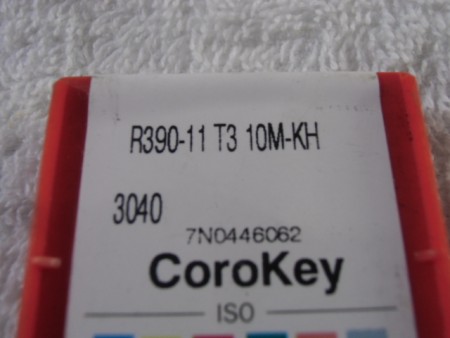 R390-11 T3 10M-KH
3040
7N0446062
CoroKey
ISO